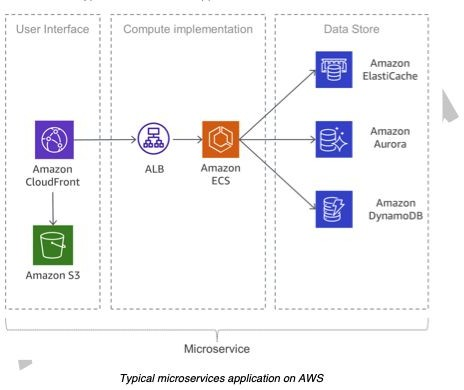 User Interface
Compute implementation
Data Store
Amazon
ElastiCache
Amazon
CloudFront
ALB
Amazon
ECS
Amazon
Aurora
Amazon S3
Amazon
DynamoDB
Microservice
Typical microservices application on AWS